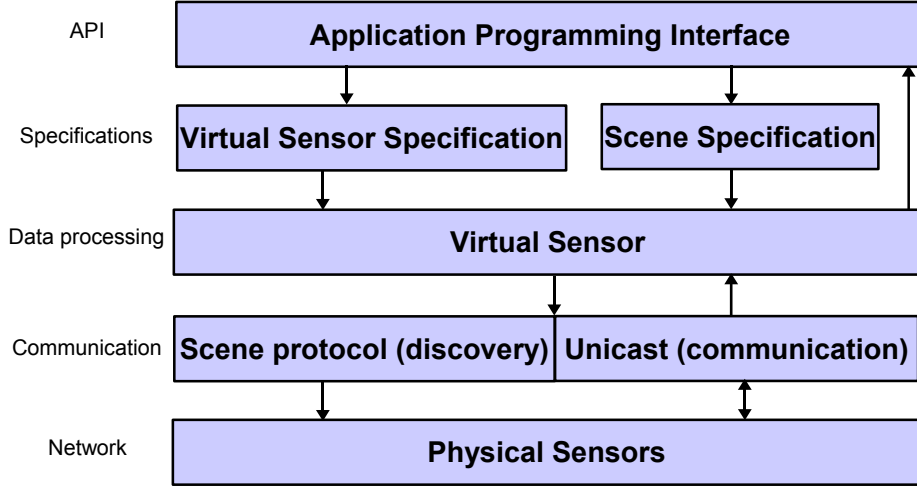 API
Application Programming Interface
Specifications
Virtual Sensor Specification
Scene Specification
Data processing
Virtual Sensor
Communication
Scene protocol (discovery)
Unicast (communication)
Network
Physical Sensors